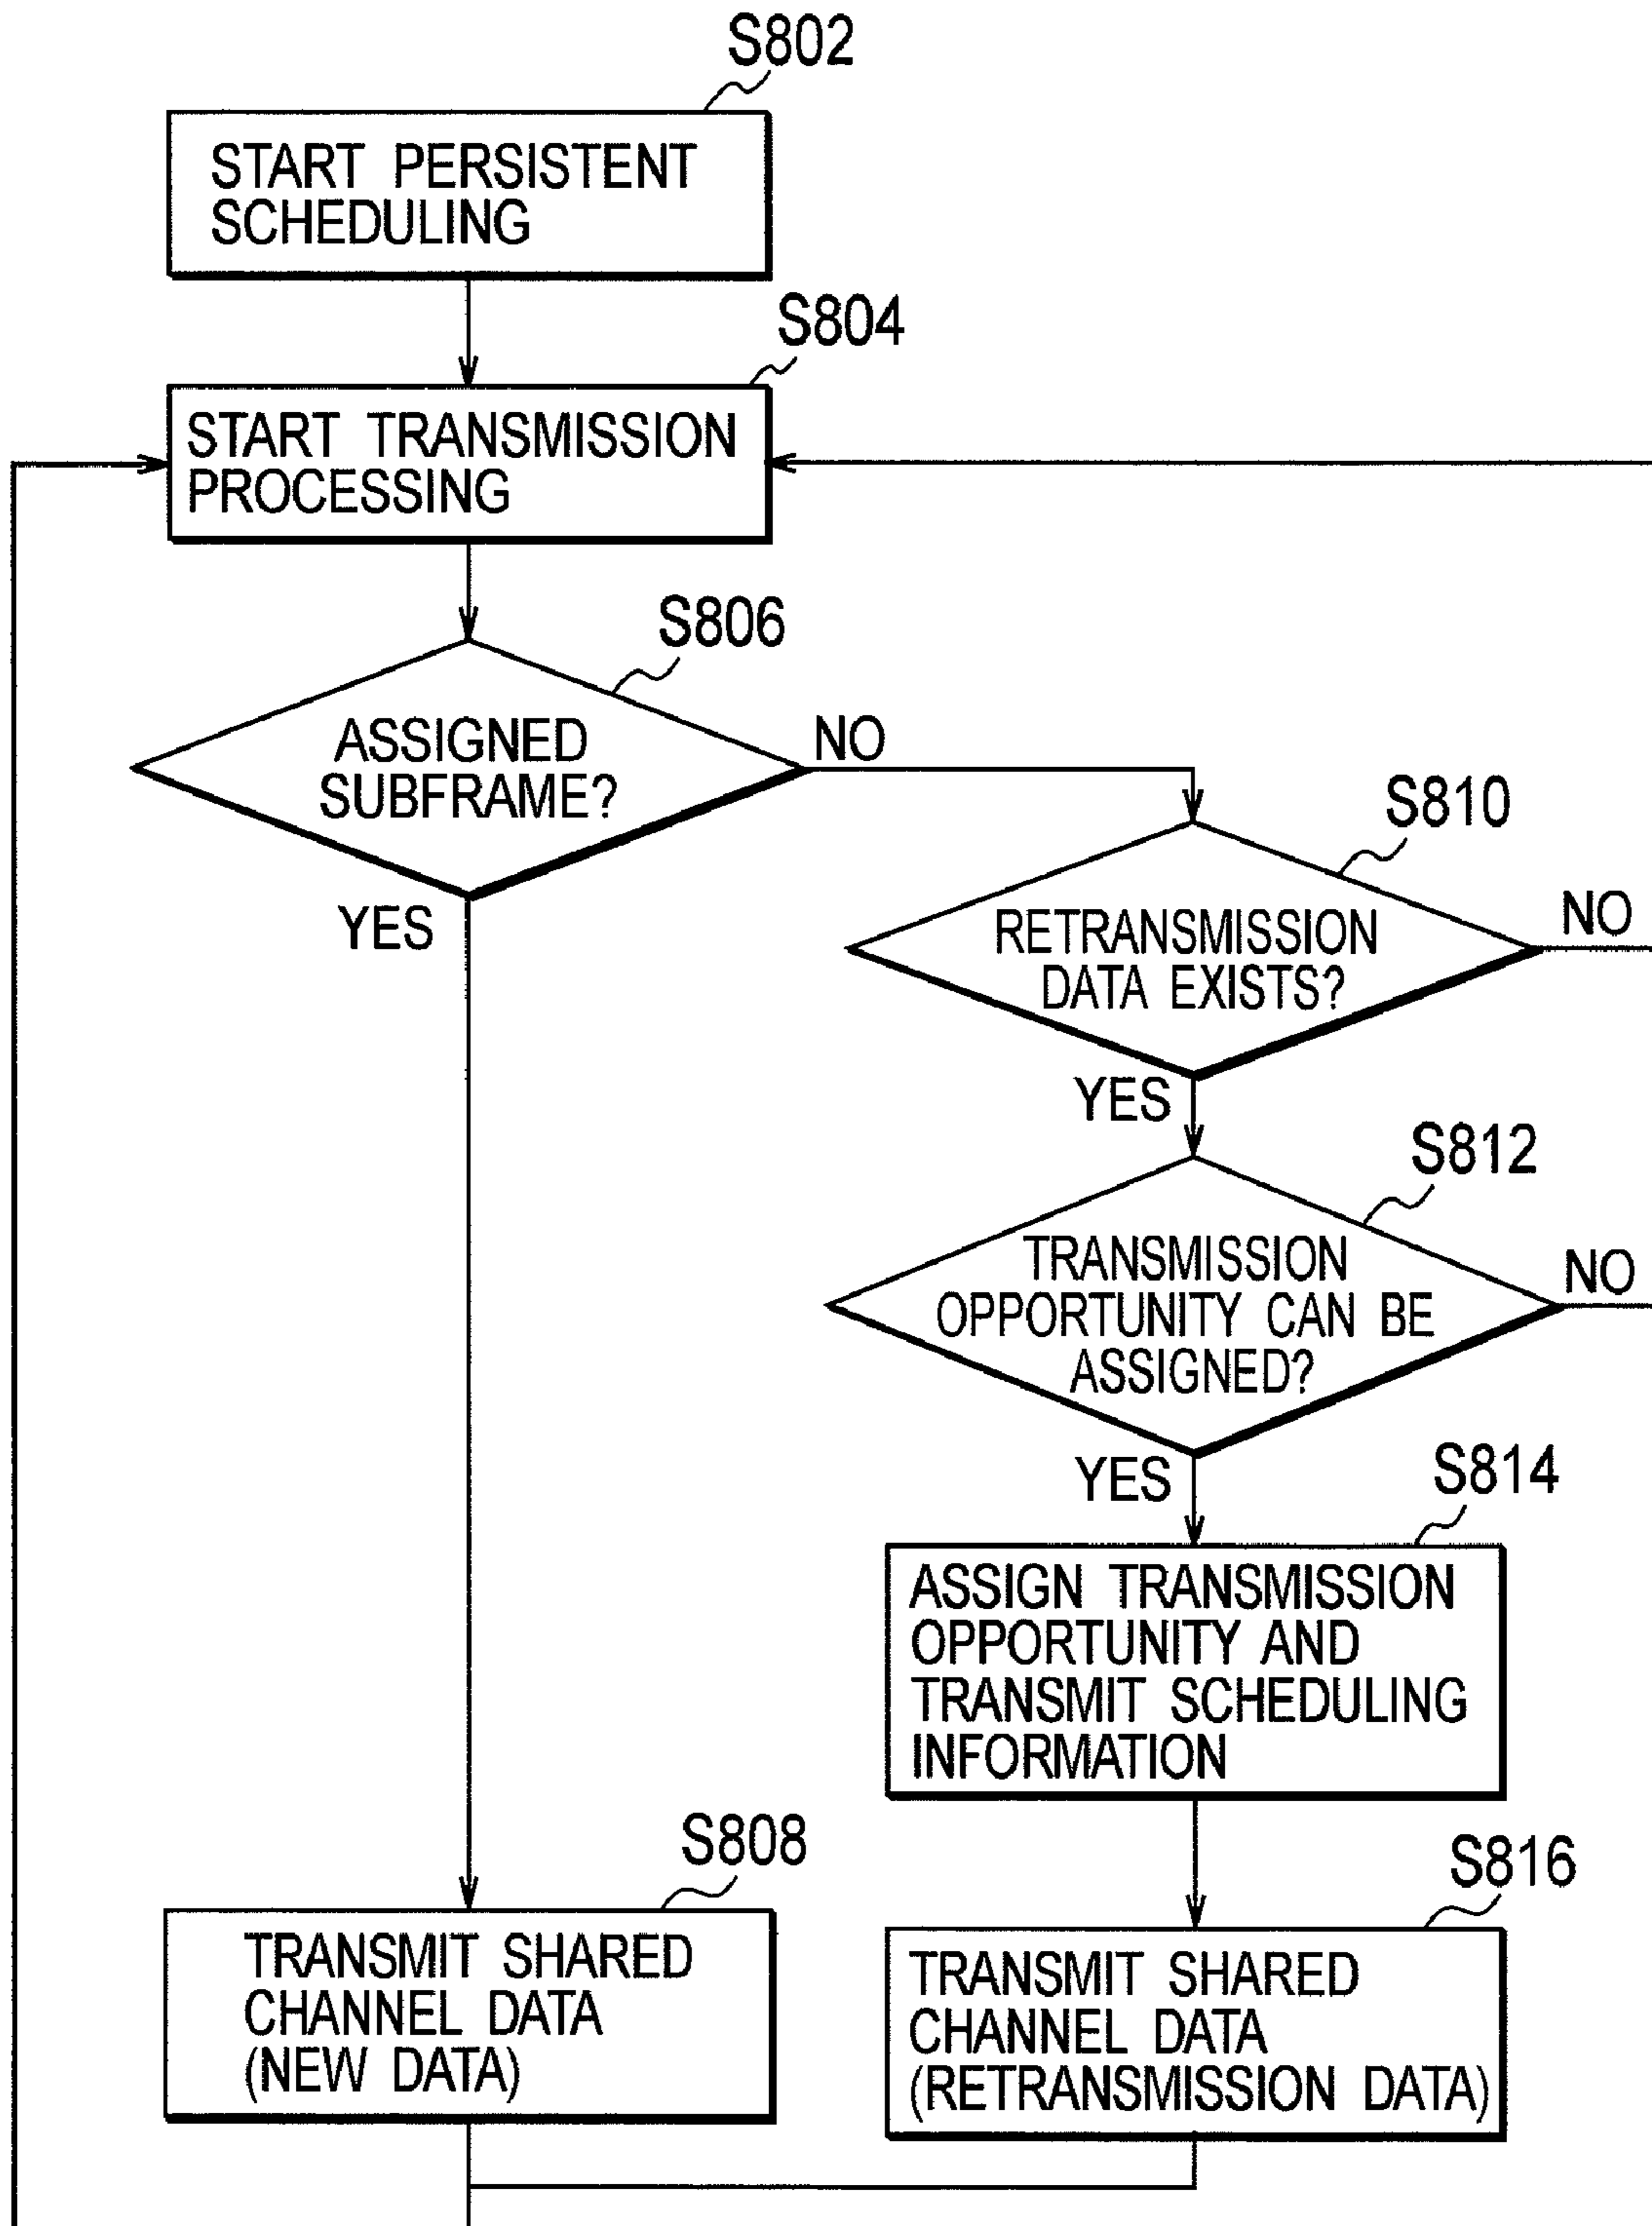 S802
START PERSISTENT
SCHEDULING
S804
START TRANSMISSION
PROCESSING
S806
ASSIGNED
SUBFRAME?
NO
YES
S810
RETRANSMISSION
DATA EXISTS?
NO
YES
S812
TRANSMISSION
OPPORTUNITY CAN BE
ASSIGNED?
NO
YES
S814
ASSIGN TRANSMISSION
OPPORTUNITY AND
TRANSMIT SCHEDULING
INFORMATION
S808
TRANSMIT SHARED
CHANNEL DATA
(NEW DATA)
S816
TRANSMIT SHARED
CHANNEL DATA
(RETRANSMISSION DATA)